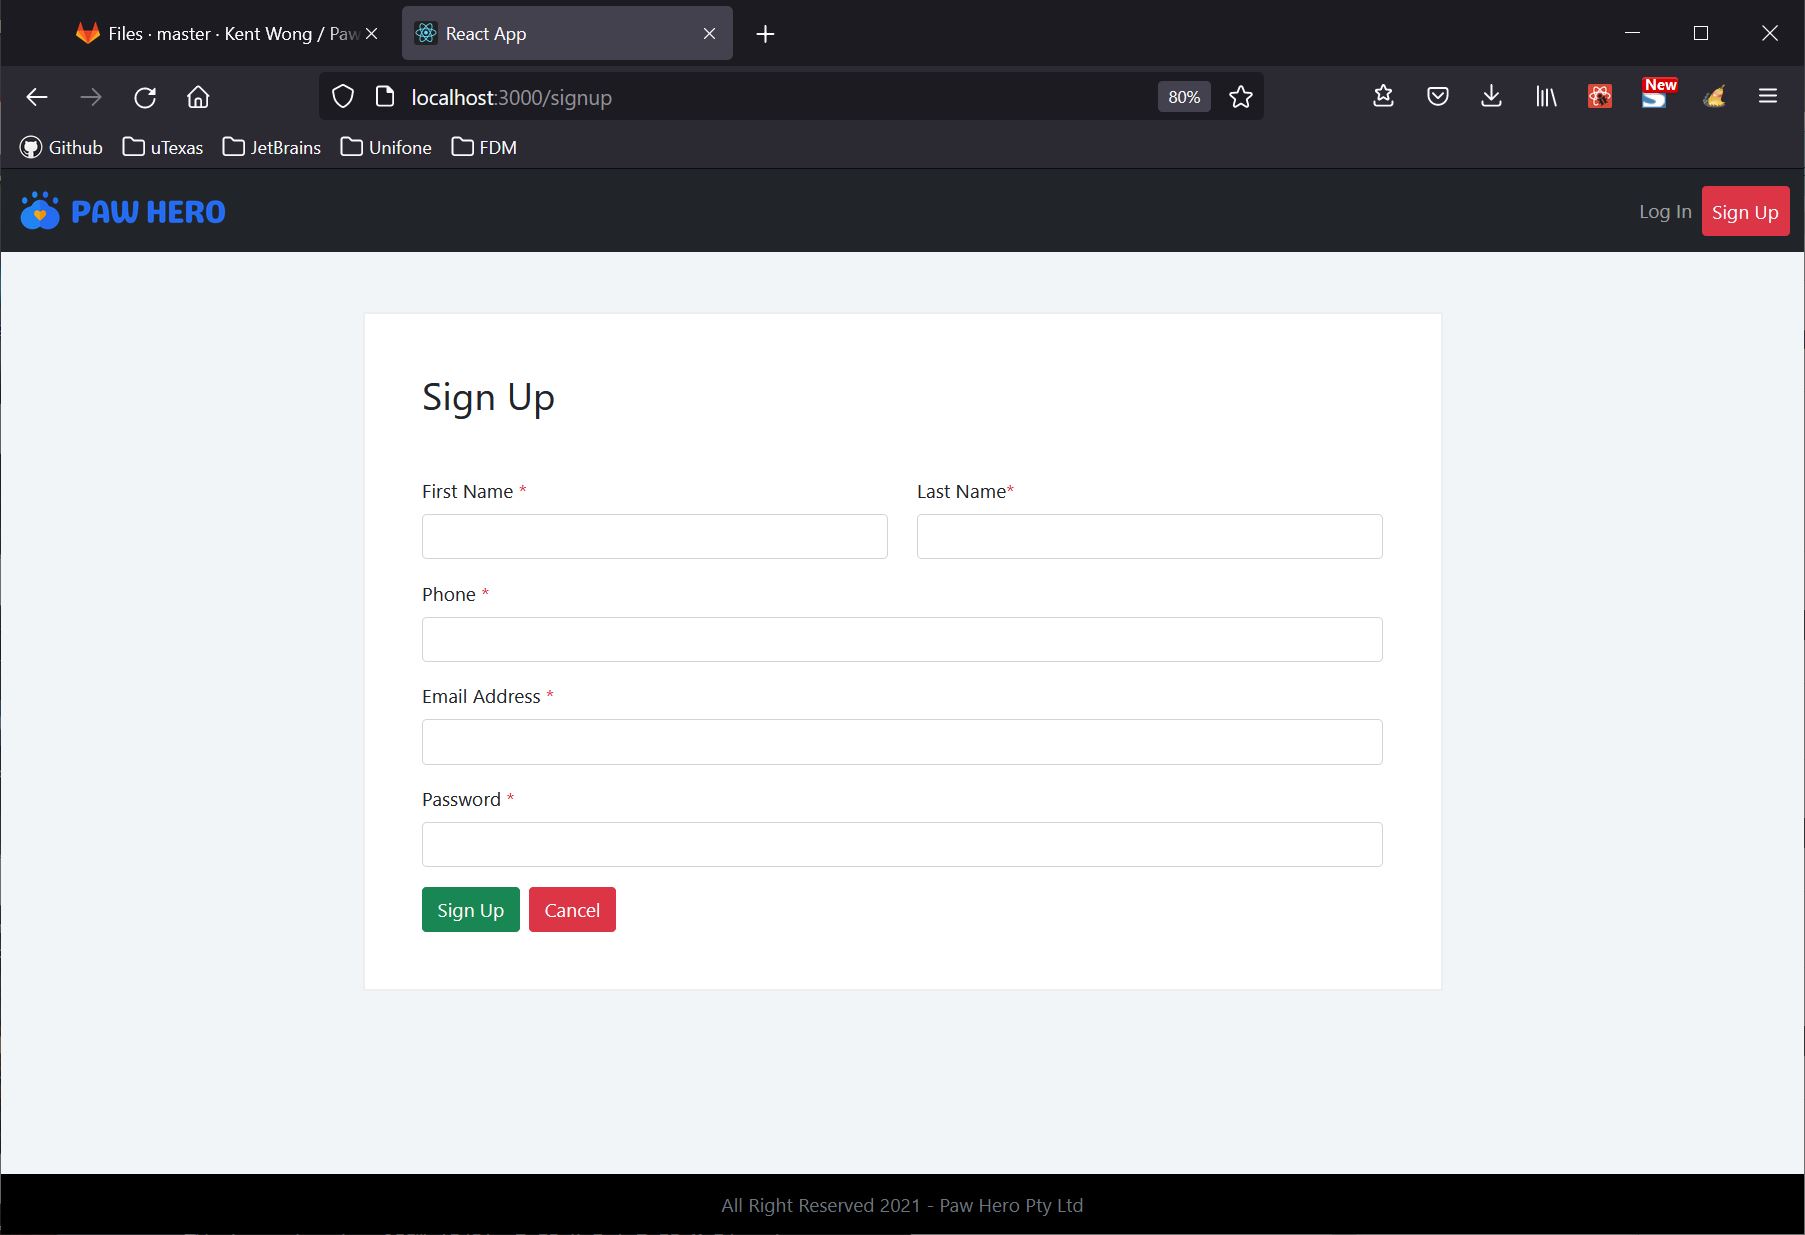 Files · master · Kent Wong / Paw
React App
localhost:3000/signup
80%
New
Github
uTexas
JetBrains
Unifone
FDM
PAW HERO
Log In
Sign Up
Sign Up
First Name *
Last Name*
Phone *
Email Address *
Password *
Sign Up
Cancel
All Right Reserved 2021 - Paw Hero Pty Ltd